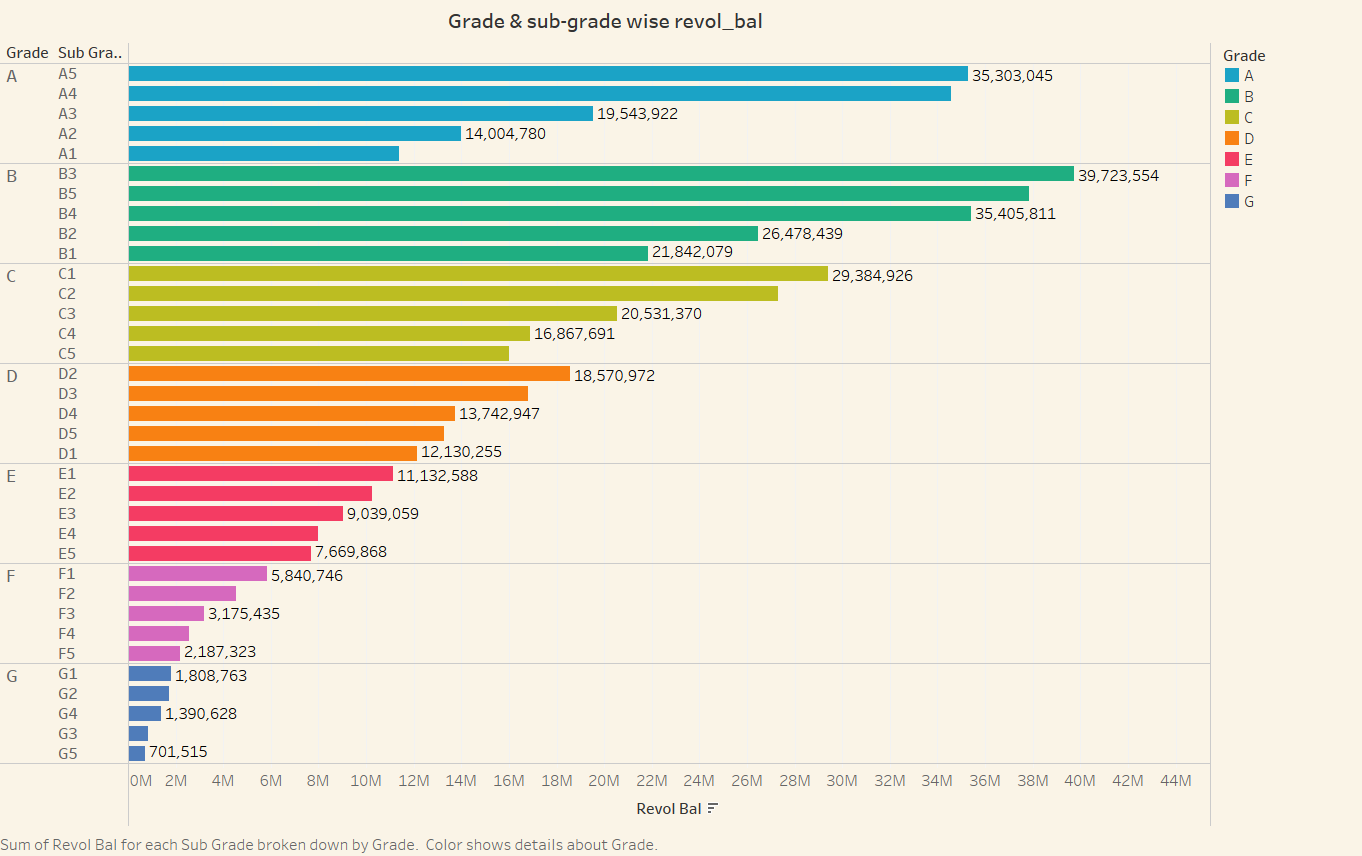 Grade & sub-grade wise revol_bal
Grade Sub Gra..
A A5 35,303,045
A4
A3 19,543,922
A2 14,004,780
A1
B B3 39,723,554
B5
B4 35,405,811
B2 26,478,439
B1 21,842,079
C C1 29,384,926
C2
C3 20,531,370
C4 16,867,691
C5
D D2 18,570,972
D3
D4 13,742,947
D5
D1 12,130,255
E E1 11,132,588
E2
E3 9,039,059
E4
E5 7,669,868
F F1 5,840,746
F2
F3 3,175,435
F4
F5 2,187,323
G G1 1,808,763
G2
G4 1,390,628
G3
G5 701,515
0M 2M 4M 6M 8M 10M 12M 14M 16M 18M 20M 22M 24M 26M 28M 30M 32M 34M 36M 38M 40M 42M 44M
Revol Bal
Grade
A
B
C
D
E
F
G
Sum of Revol Bal for each Sub Grade broken down by Grade. Color shows details about Grade.